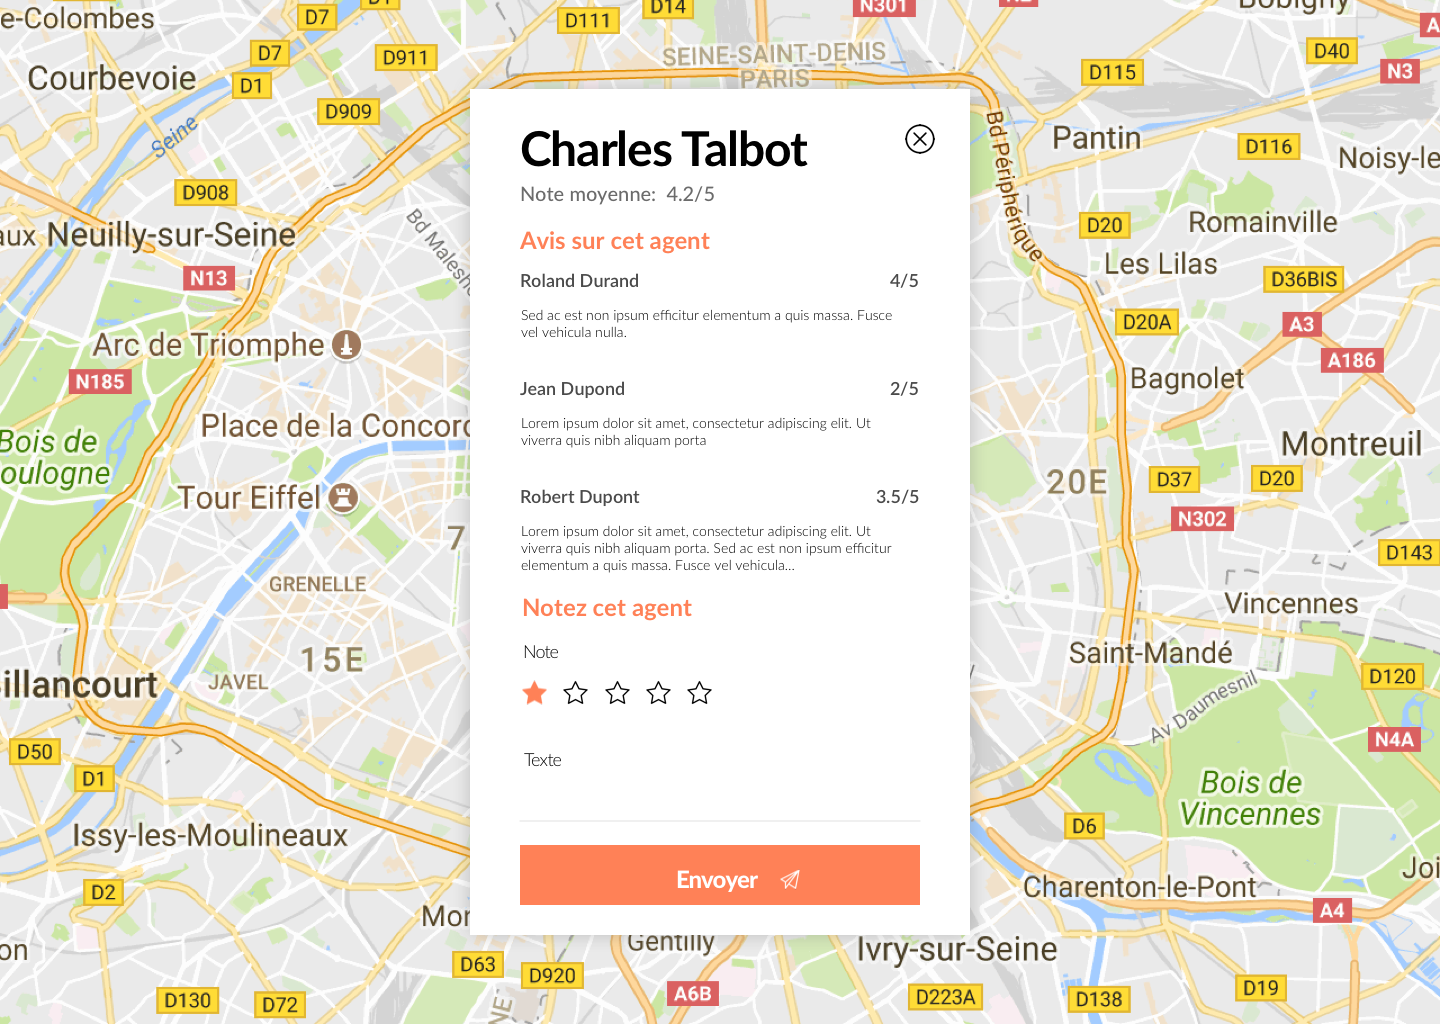 e-Colombes
D7
D111
D14
N301
Bobigny
D7
D911
SEINE-SAINT-DENIS
PARIS
D40
Courbevoie
D1
D115
N3
D909
Seine
Bd Périphérique
Pantin
D116
Noisy-le
D908
aux Neuilly-sur-Seine
Bd Malesh
D20
Romainville
N13
Les Lilas
D36BIS
Arc de Triomphe
D20A
A3
A186
N185
Bagnolet
Place de la Concord
Bois de
oulogne
Montreuil
Tour Eiffel
20E
D37
D20
N302
7
D143
GRENELLE
Vincennes
15E
Saint-Mandé
illancourt
JAVEL
D120
Av Daumesnil
D50
N4A
D1
Bois de
Vincennes
Issy-les-Moulineaux
D6
D2
Charenton-le-Pont
Joi
Mor
A4
on
Gentilly
Ivry-sur-Seine
D63
D920
A6B
D223A
D138
D19
D130
D72
NE
Charles Talbot
Note moyenne: 4.2/5
Avis sur cet agent
Roland Durand 4/5
Sed ac est non ipsum efficitur elementum a quis massa. Fusce
vel vehicula nulla.
Jean Dupond 2/5
Lorem ipsum dolor sit amet, consectetur adipiscing elit. Ut
viverra quis nibh aliquam porta
Robert Dupont 3.5/5
Lorem ipsum dolor sit amet, consectetur adipiscing elit. Ut
viverra quis nibh aliquam porta. Sed ac est non ipsum efficitur
elementum a quis massa. Fusce vel vehicula...
Notez cet agent
Note
Texte
Envoyer